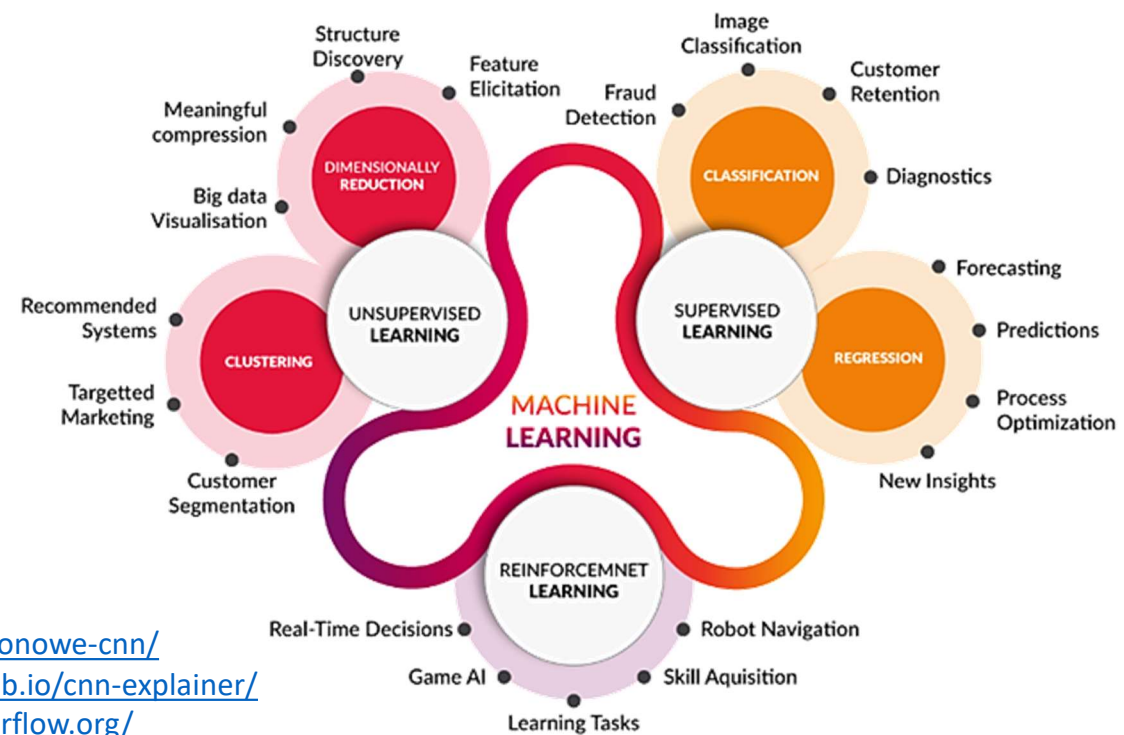 Structure
Discovery
Feature
Elicitation
Meaningful
compression
Big data
Visualisation
DIMENSIONALLY
REDUCTION
Recommended
Systems
Targetted
Marketing
Customer
Segmentation
CLUSTERING
UNSUPERVISED
LEARNING
Image
Classification
Fraud
Detection
Customer
Retention
Diagnostics
CLASSIFICATION
SUPERVISED
LEARNING
Forecasting
Predictions
Process
Optimization
New Insights
REGRESSION
MACHINE
LEARNING
REINFORCEMNET
LEARNING
Real-Time Decisions
Game AI
Learning Tasks
Skill Aquisition
Robot Navigation
onowe-cnn/
b.io/cnn-explainer/
rflow.org/